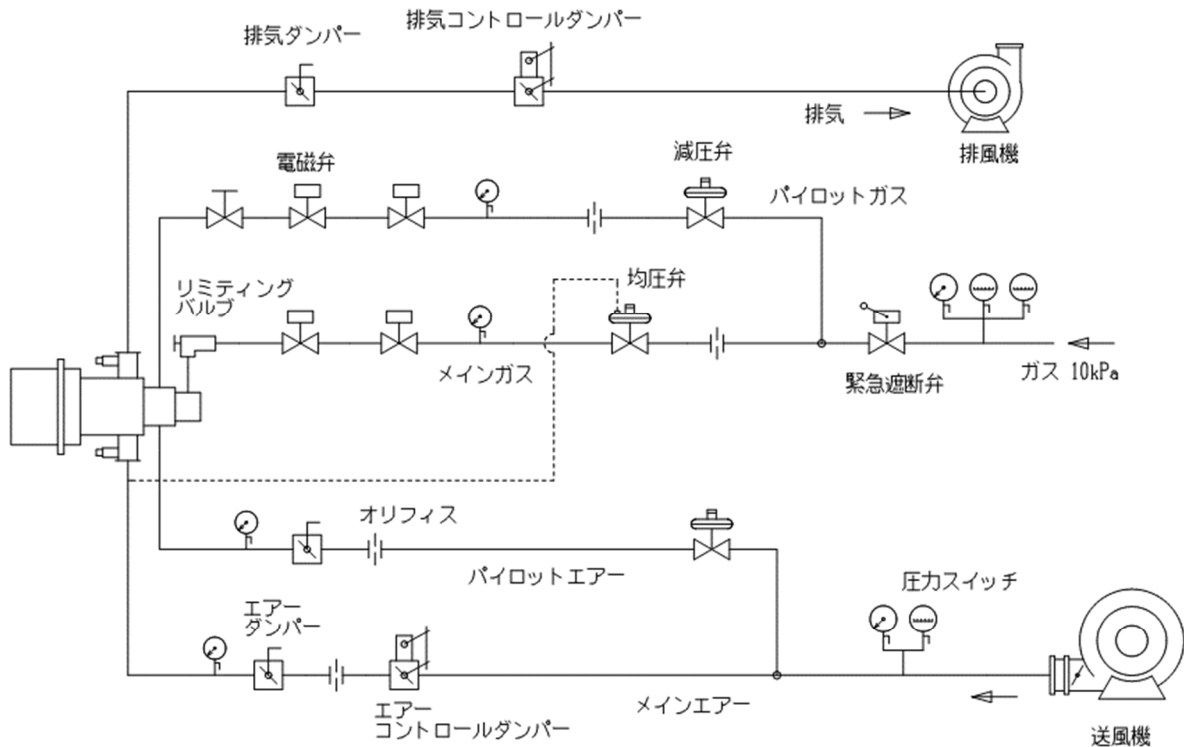 排気コントロールダンパー
排気ダンパー
排気
排風機
電磁弁
減圧弁
パイロットガス
リミティング
バルブ
均圧弁
メインガス
緊急遮断弁
ガス 10kPa
オリフィス
パイロットエアー
圧力スイッチ
エアー
ダンパー
エアー
コントロールダンパー
メインエアー
送風機